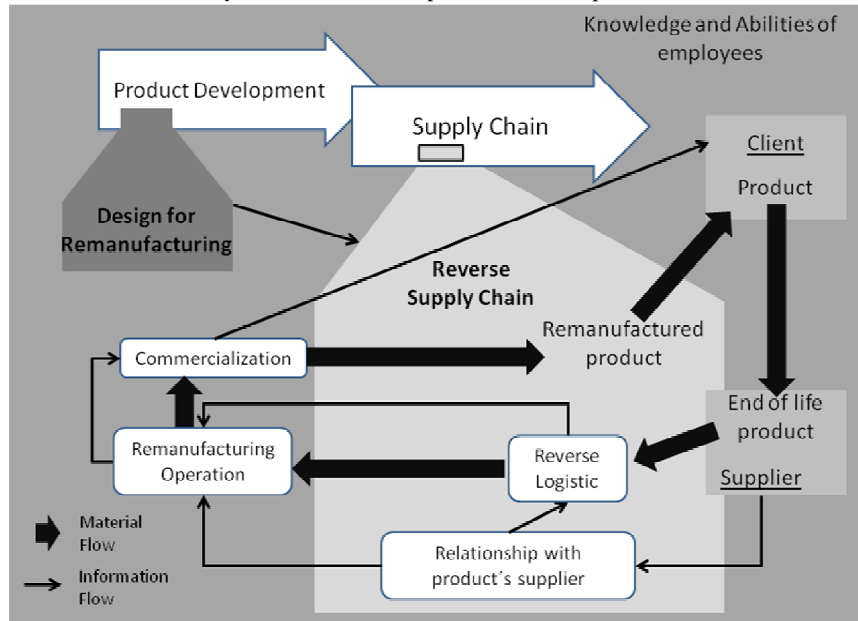 Knowledge and Abilities of
employees
Product Development
Supply Chain
Client
Product
Design for
Remanufacturing
Reverse
Supply Chain
Remanufactured
product
Commercialization
End of life
product
Supplier
Remanufacturing
Operation
Reverse
Logistic
Relationship with
product´s supplier
Material
Flow
Information
Flow